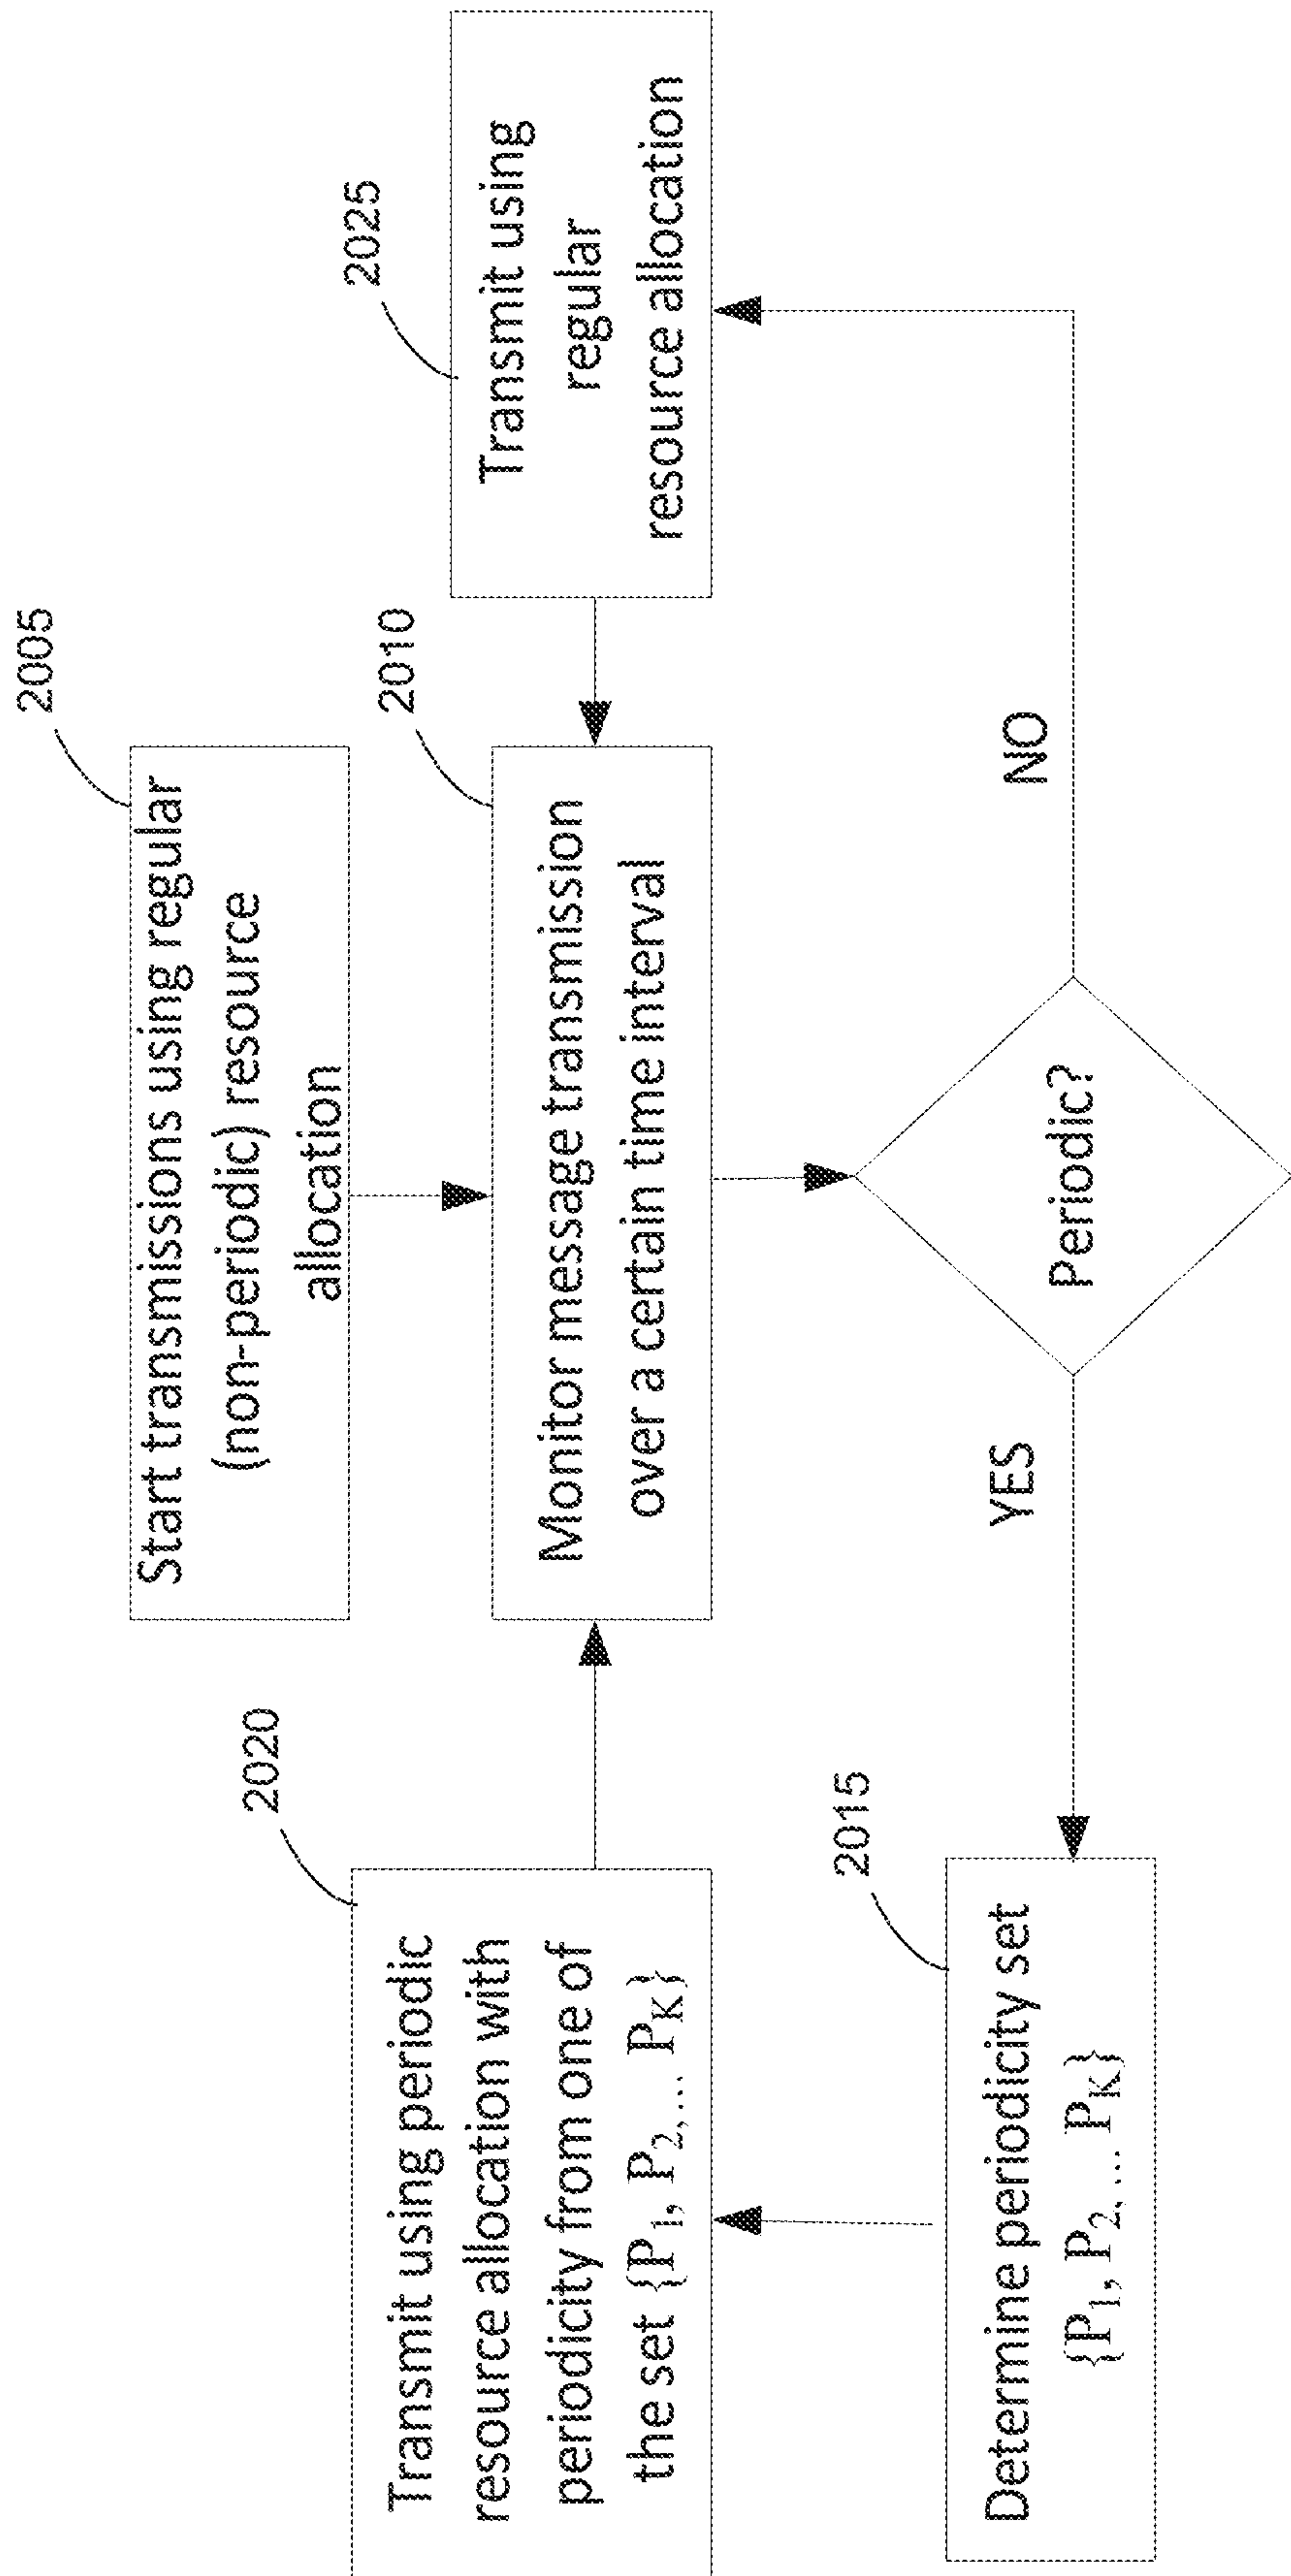 2005
Start transmissions using regular
(non-periodic) resource
allocation
2020
Transmit using periodic
resource allocation with
periodicity from one of
the set {P₁, P₂,... P_K}
2010
Monitor message transmission
over a certain time interval
2025
Transmit using
regular
resource allocation
YES
Periodic?
NO
2015
Determine periodicity set
{P₁, P₂,... P_K}